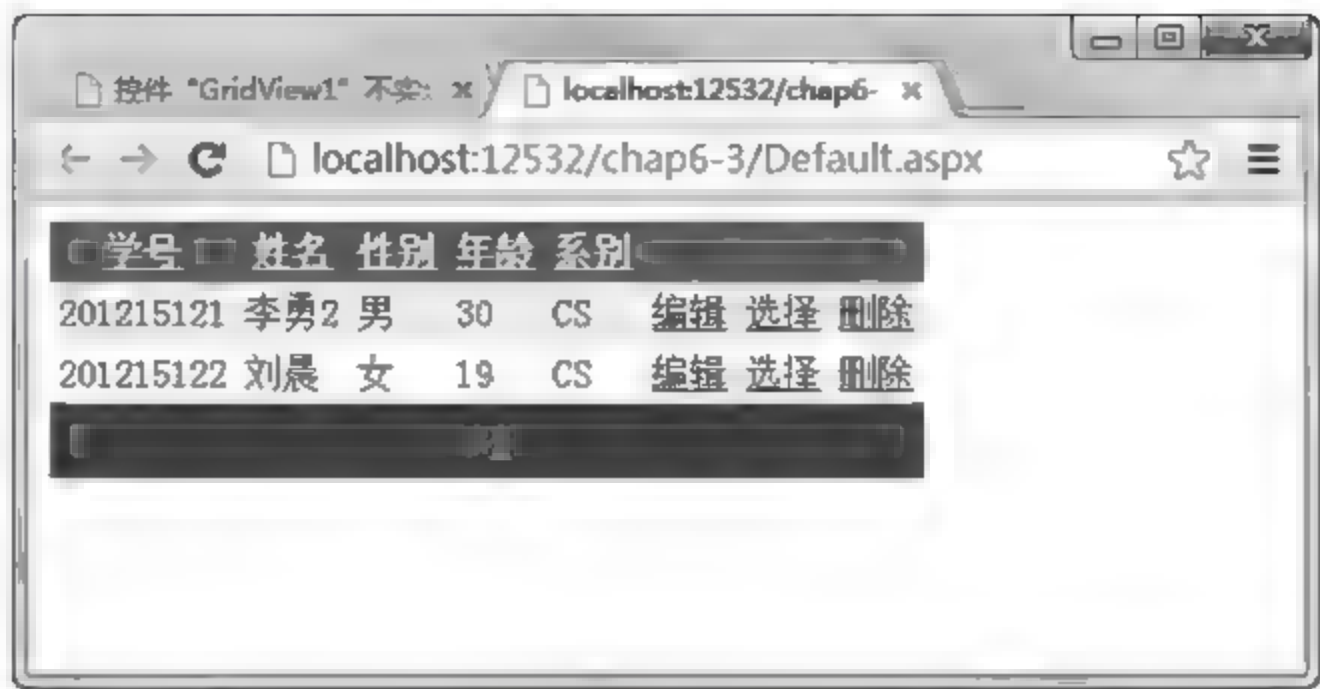 控件 "GridView1" 不实 localhost:12532/chap6-
localhost:12532/chap6-3/Default.aspx
学号 姓名 性别 年龄 系别
201215121 李勇2 男 30 CS 编辑 选择 删除
201215122 刘晨 女 19 CS 编辑 选择 删除